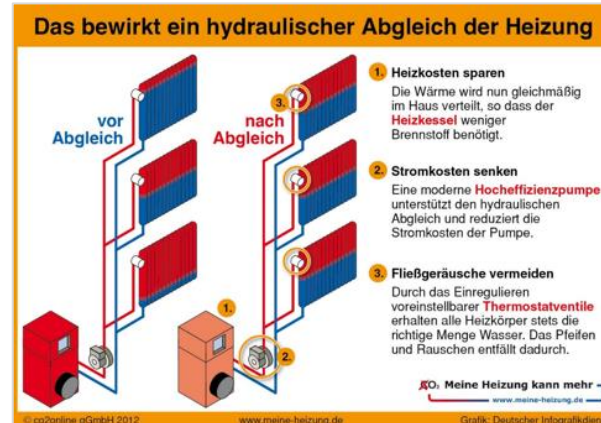 Das bewirkt ein hydraulischer Abgleich der Heizung
vor
Abgleich
nach
Abgleich
3.
1.
2.
1. Heizkosten sparen
Die Wärme wird nun gleichmäßig
im Haus verteilt, so dass der
Heizkessel weniger
Brennstoff benötigt.
2. Stromkosten senken
Eine moderne Hocheffizienzpumpe
unterstützt den hydraulischen
Abgleich und reduziert die
Stromkosten der Pumpe.
3. Fließgeräusche vermeiden
Durch das Einregulieren
voreinstellbarer Thermostatventile
erhalten alle Heizkörper stets die
richtige Menge Wasser. Das Pfeifen
und Rauschen entfällt dadurch.
CO₂ Meine Heizung kann mehr
www.meine-heizung.de
© co2online gGmbH 2012
www.meine-heizung.de
Grafik: Deutscher Infografikdien